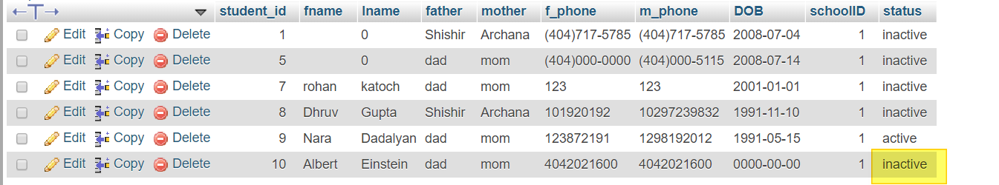 student_id fname lname father mother f_phone m_phone DOB schoolID status
Edit Copy Delete 1 0 Shishir Archana (404)717-5785 (404)717-5785 2008-07-04 1 inactive
Edit Copy Delete 5 0 dad mom (404)000-0000 (404)000-5115 2008-07-14 1 inactive
Edit Copy Delete 7 rohan katoch dad mom 123 123 2001-01-01 1 inactive
Edit Copy Delete 8 Dhruv Gupta Shishir Archana 101920192 10297239832 1991-11-10 1 inactive
Edit Copy Delete 9 Nara Dadalyan dad mom 123872191 1298192012 1991-05-15 1 active
Edit Copy Delete 10 Albert Einstein dad mom 4042021600 4042021600 0000-00-00 1 inactive